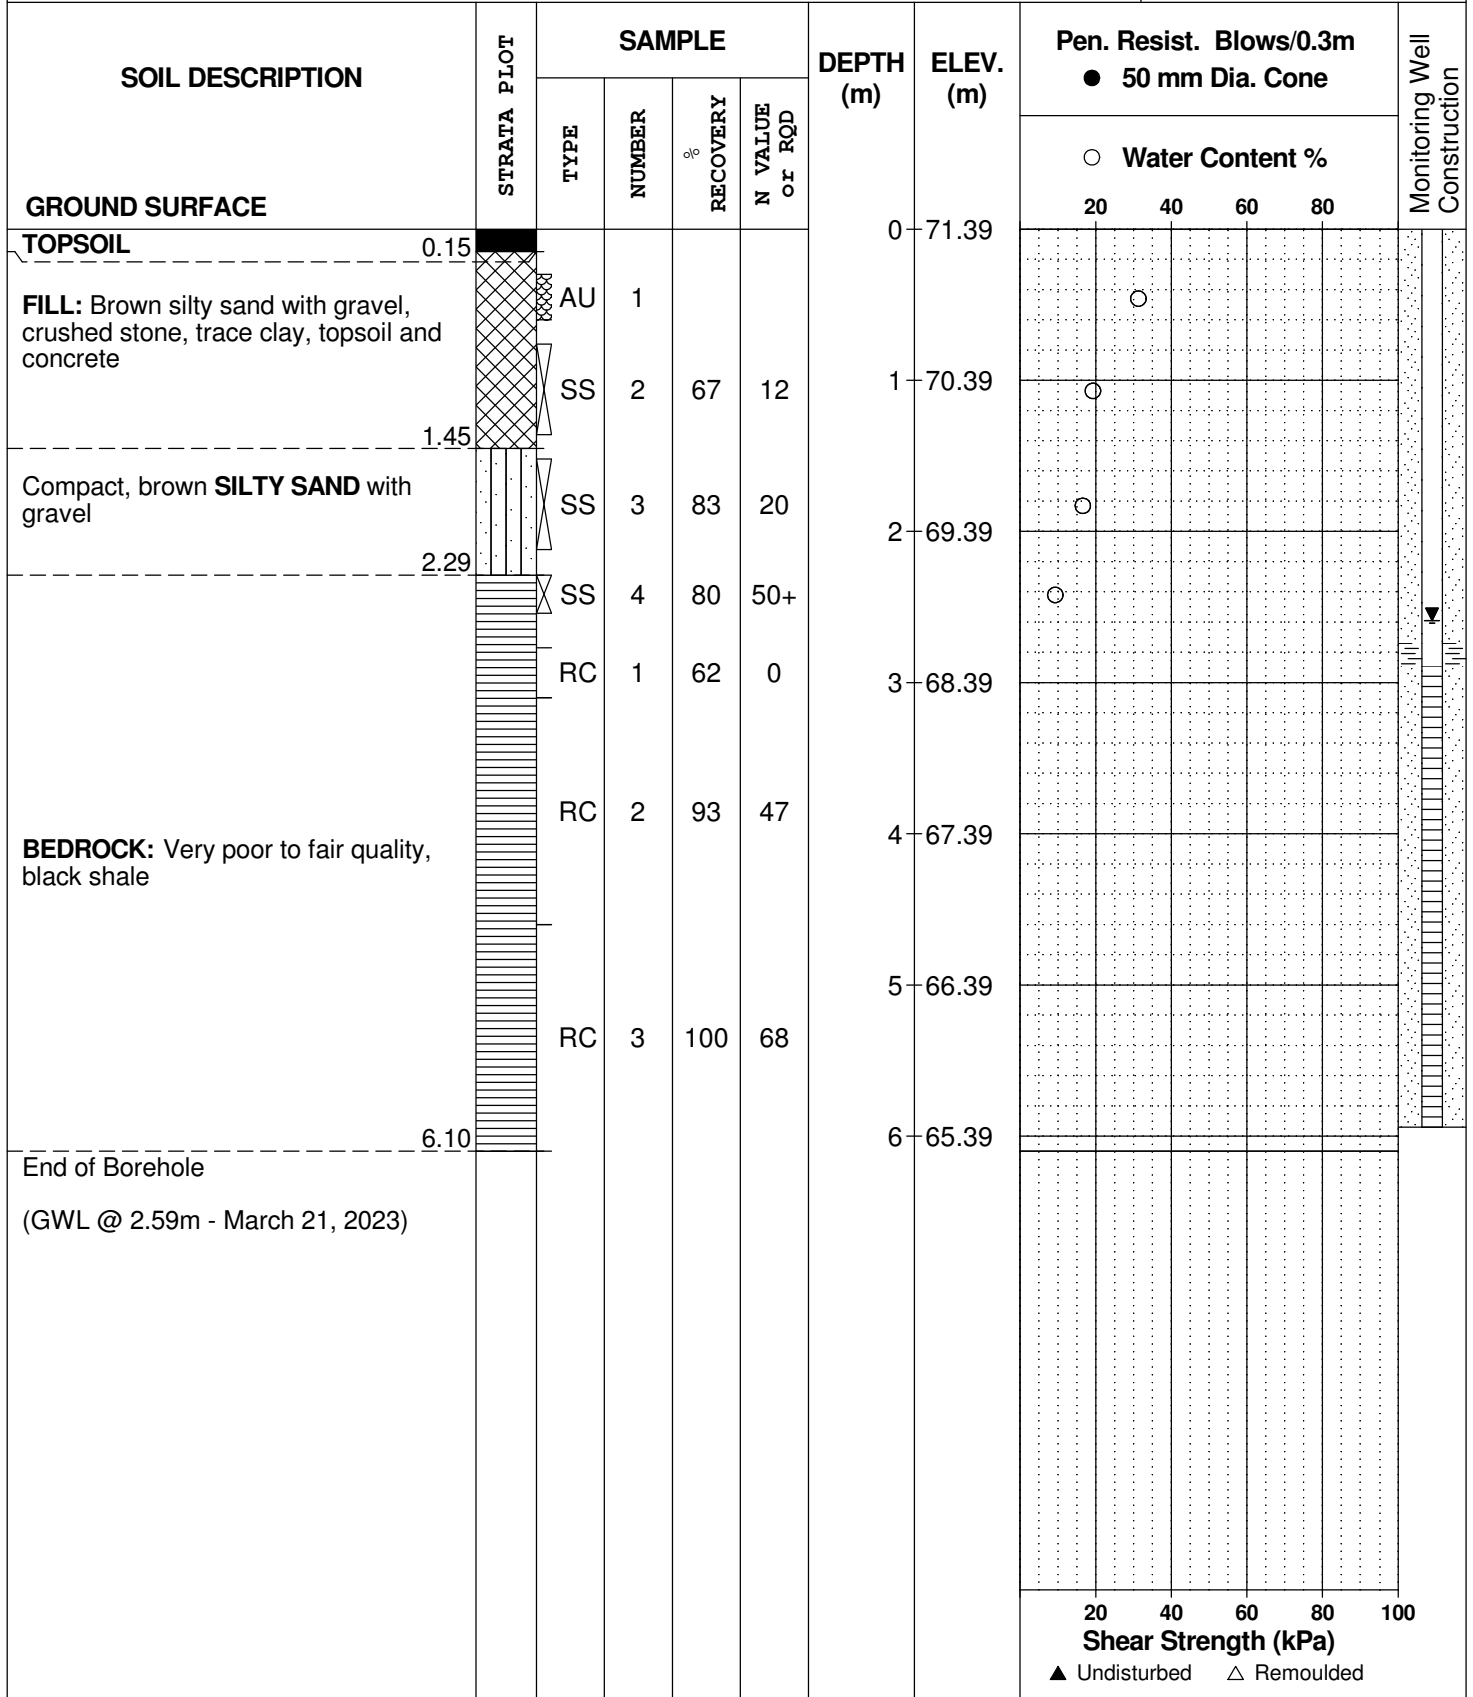 SOIL DESCRIPTION
GROUND SURFACE
STRATA PLOT
SAMPLE
TYPE
NUMBER
% RECOVERY
N VALUE or RQD
DEPTH (m)
ELEV. (m)
Pen. Resist. Blows/0.3m
● 50 mm Dia. Cone
○ Water Content %
20 40 60 80
Monitoring Well Construction
TOPSOIL 0.15
0 71.39
FILL: Brown silty sand with gravel,
crushed stone, trace clay, topsoil and
concrete
1.45
AU 1
SS 2 67 12
1 70.39
Compact, brown SILTY SAND with
gravel
2.29
SS 3 83 20
2 69.39
SS 4 80 50+
RC 1 62 0
3 68.39
RC 2 93 47
4 67.39
BEDROCK: Very poor to fair quality,
black shale
5 66.39
RC 3 100 68
6.10
6 65.39
End of Borehole
(GWL @ 2.59m - March 21, 2023)
20 40 60 80 100
Shear Strength (kPa)
▲ Undisturbed △ Remoulded